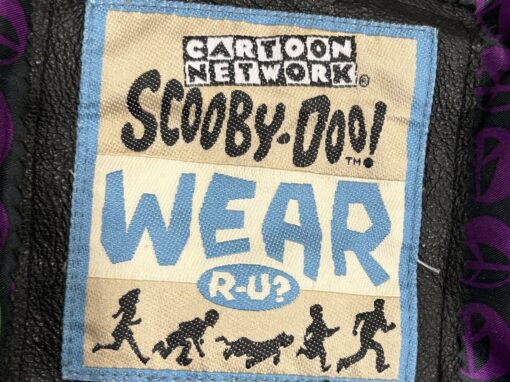 CARTOON
NETWORK®
SCOOBY-DOO!
TM
WEAR
R-U?